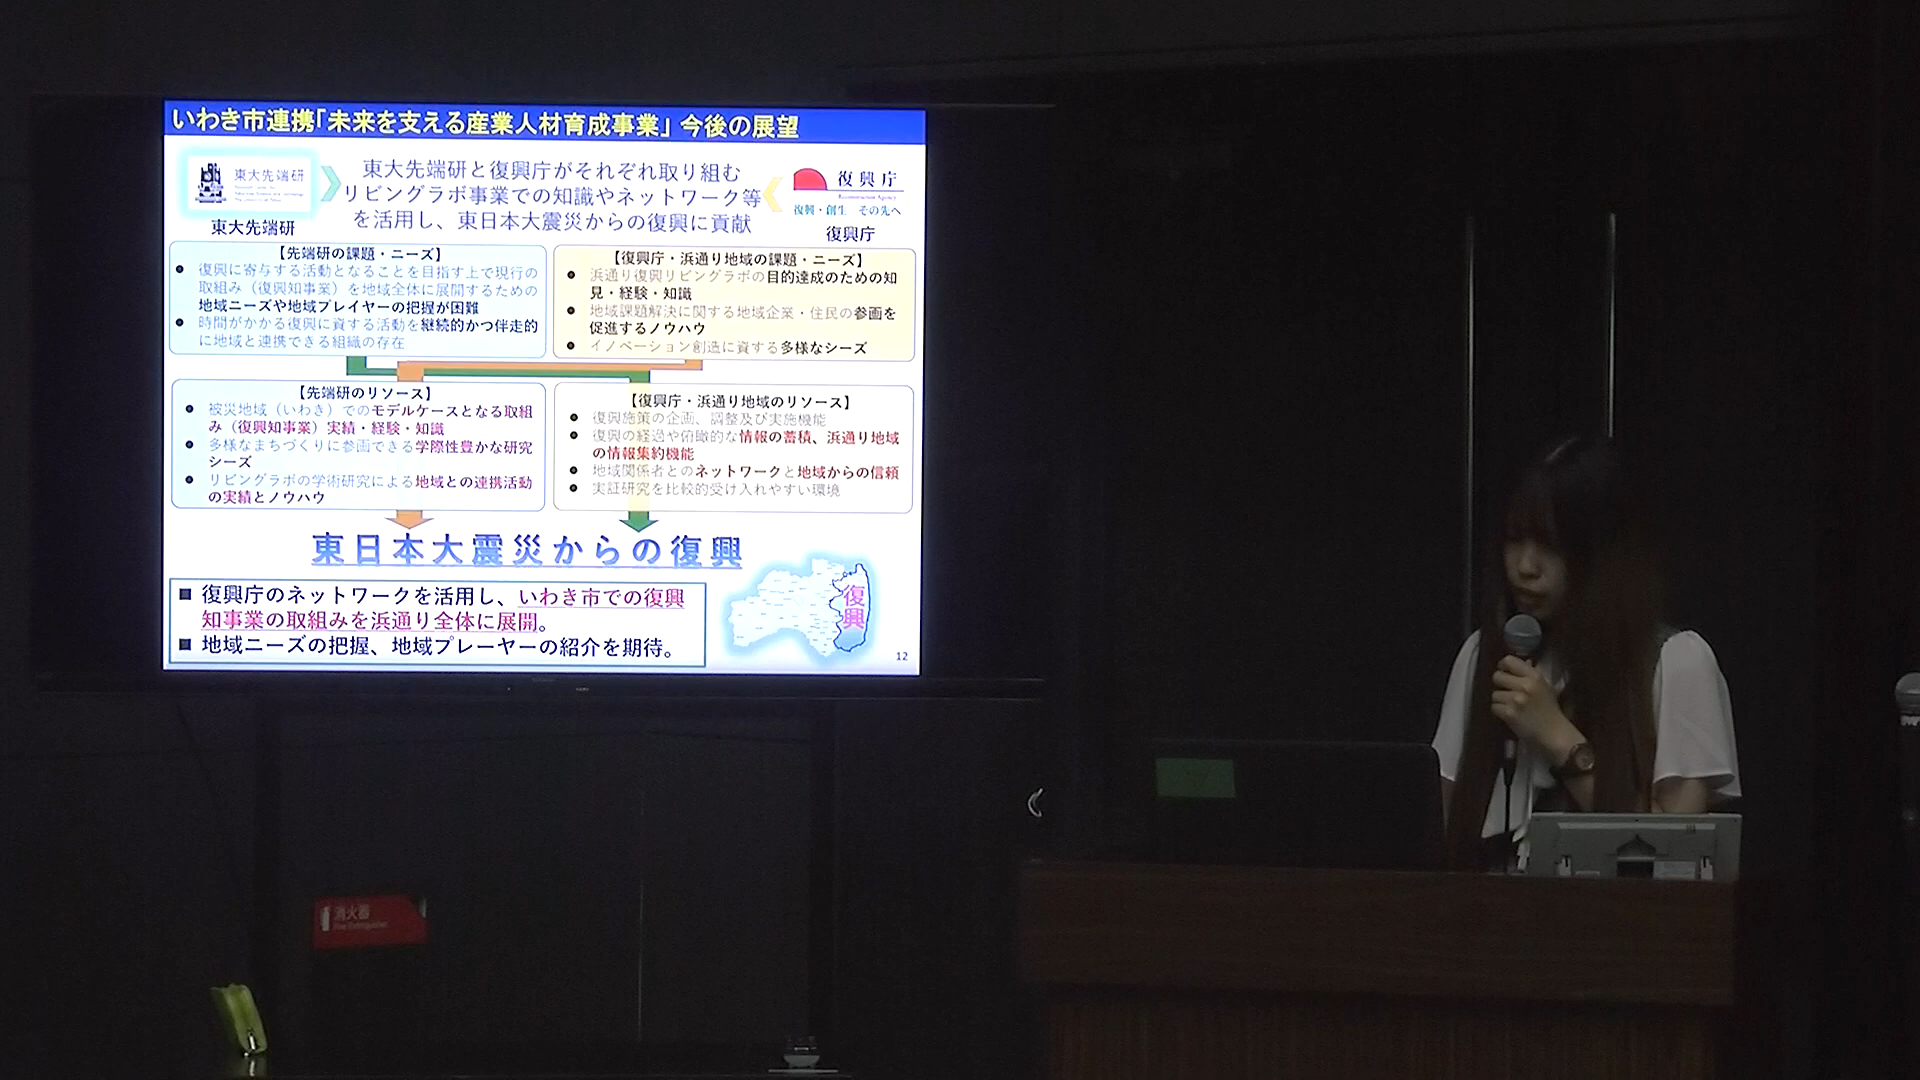 いわき市連携「未来を支える産業人材育成事業」 今後の展望
東大先端研
東大先端研
東大先端研と復興庁がそれぞれ取り組む
リビングラボ事業での知識やネットワーク等
を活用し、東日本大震災からの復興に貢献
復興庁
Reconstruction Agency
復興・創生 その先へ
復興庁
【先端研の課題・ニーズ】
● 復興に寄与する活動となることを目指す上で現行の
取組み（復興知事業）を地域全体に展開するための
地域ニーズや地域プレイヤーの把握が困難
● 時間がかかる復興に資する活動を継続的かつ伴走的
に地域と連携できる組織の存在
【復興庁・浜通り地域の課題・ニーズ】
● 浜通り復興リビングラボの目的達成のための知
見・経験・知識
● 地域課題解決に関する地域企業・住民の参画を
促進するノウハウ
● イノベーション創造に資する多様なシーズ
【先端研のリソース】
● 被災地域（いわき）でのモデルケースとなる取組
み（復興知事業）実績・経験・知識
● 多様なまちづくりに参画できる学際性豊かな研究
シーズ
● リビングラボの学術研究による地域との連携活動
の実績とノウハウ
【復興庁・浜通り地域のリソース】
● 復興施策の企画、調整及び実施機能
● 復興の経過や俯瞰的な情報の蓄積、浜通り地域
の情報集約機能
● 地域関係者とのネットワークと地域からの信頼
● 実証研究を比較的受け入れやすい環境
東日本大震災からの復興
■ 復興庁のネットワークを活用し、いわき市での復興
知事業の取組みを浜通り全体に展開。
■ 地域ニーズの把握、地域プレーヤーの紹介を期待。
復興
12
消火器
Fire Extinguisher